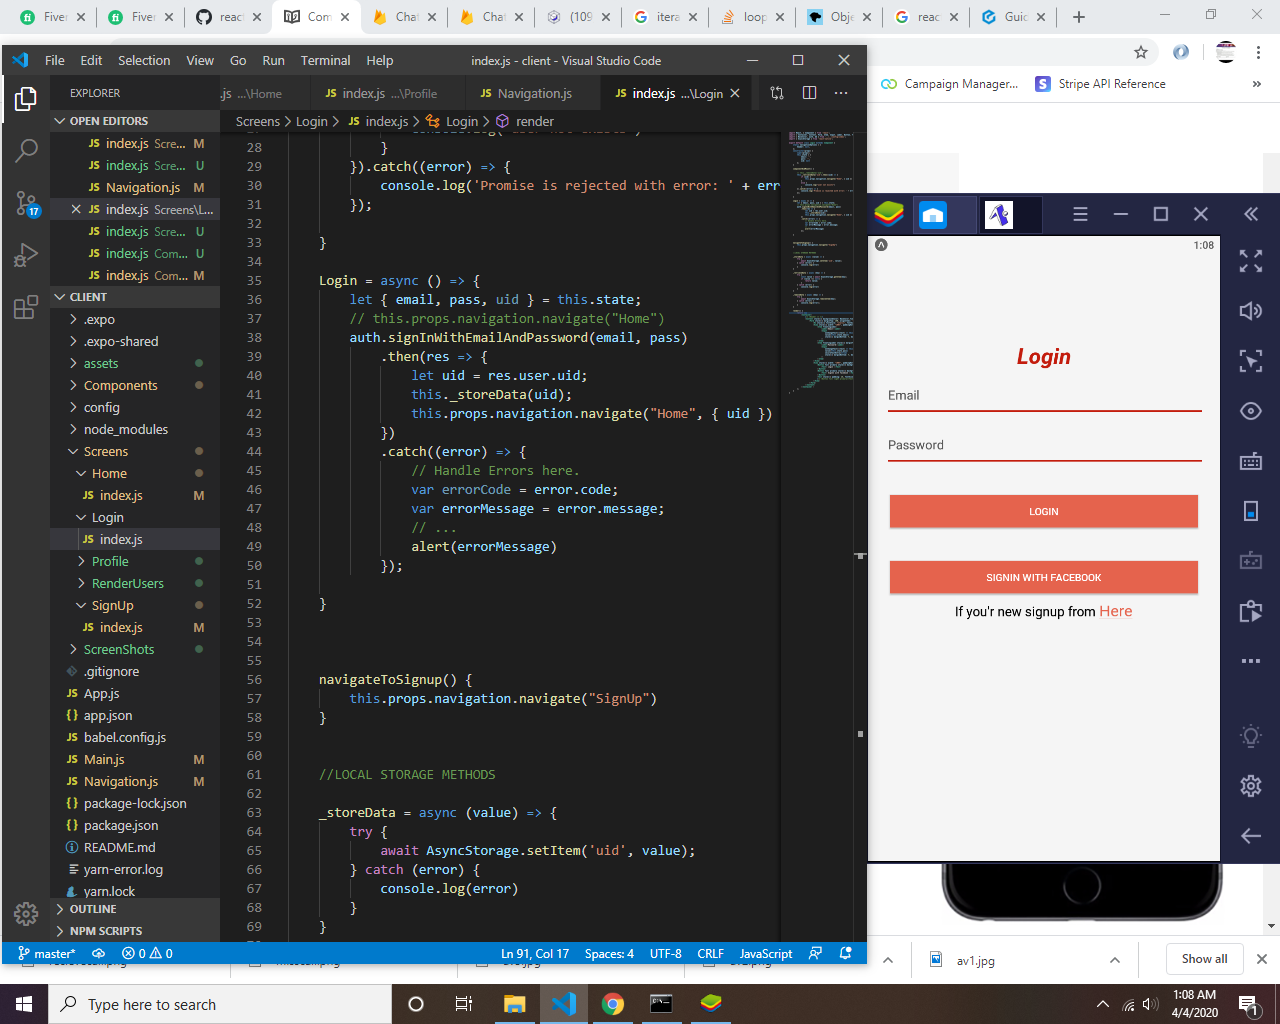 Fiver
Fiver
react
Com
Chat
Chat
(109
itera
loop
Obje
reac
Guid
Campaign Manager...
Stripe API Reference
»
File Edit Selection View Go Run Terminal Help
index.js - client - Visual Studio Code
EXPLORER
.js ...\Home
JS index.js ...\Profile
JS Navigation.js
JS index.js ...\Login
Screens > Login > JS index.js > Login > render
OPEN EDITORS
JS index.js Scre... M
JS index.js Scre... U
JS Navigation.js M
JS index.js Screens\L...
JS index.js Scre... U
JS index.js Com... U
JS index.js Com... M
CLIENT
.expo
.expo-shared
assets
Components
config
node_modules
Screens
Home
JS index.js M
Login
JS index.js
Profile
RenderUsers
SignUp
JS index.js M
ScreenShots
.gitignore
JS App.js
{} app.json
JS babel.config.js
JS Main.js M
JS Navigation.js M
{} package-lock.json
{} package.json
README.md
yarn-error.log
yarn.lock
OUTLINE
NPM SCRIPTS
28 }
29 }).catch((error) => {
30 console.log('Promise is rejected with error: ' + err
31 });
32
33 }
34
35 Login = async () => {
36 let { email, pass, uid } = this.state;
37 // this.props.navigation.navigate("Home")
38 auth.signInWithEmailAndPassword(email, pass)
39 .then(res => {
40 let uid = res.user.uid;
41 this._storeData(uid);
42 this.props.navigation.navigate("Home", { uid })
43 })
44 .catch((error) => {
45 // Handle Errors here.
46 var errorCode = error.code;
47 var errorMessage = error.message;
48 // ...
49 alert(errorMessage)
50 });
51
52 }
53
54
55
56 navigateToSignup() {
57 this.props.navigation.navigate("SignUp")
58 }
59
60
61 //LOCAL STORAGE METHODS
62
63 _storeData = async (value) => {
64 try {
65 await AsyncStorage.setItem('uid', value);
66 } catch (error) {
67 console.log(error)
68 }
69 }
17
master*
0 0
Ln 91, Col 17
Spaces: 4
UTF-8
CRLF
JavaScript
1:08
Login
Email
Password
LOGIN
SIGNIN WITH FACEBOOK
If you'r new signup from Here
av1.jpg
Show all
Type here to search
1:08 AM
4/4/2020
1